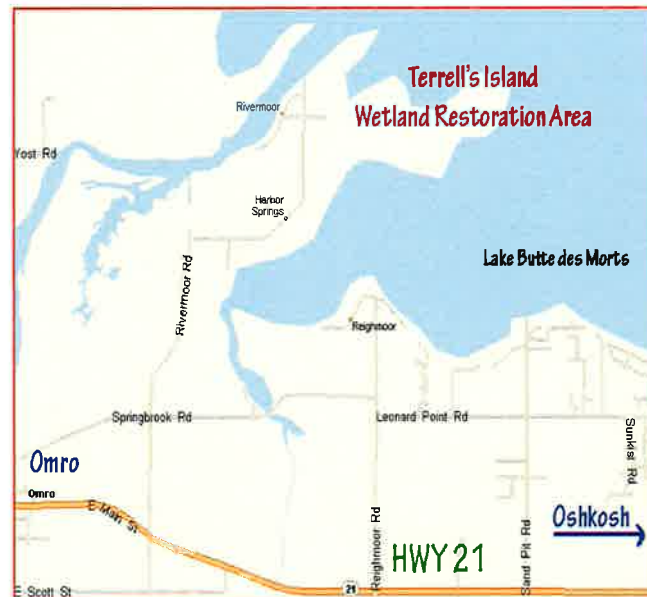 Terrell's Island
Wetland Restoration Area
Rivermoor
Yost Rd
Harbor
Springs
Lake Butte des Morts
Rivermoor Rd
Reighmoor
Springbrook Rd
Leonard Point Rd
Sunkist Rd
Omro
Omro
E Main St
Oshkosh
Reighmoor Rd
HWY 21
Sand Pit Rd
E Scott St
21